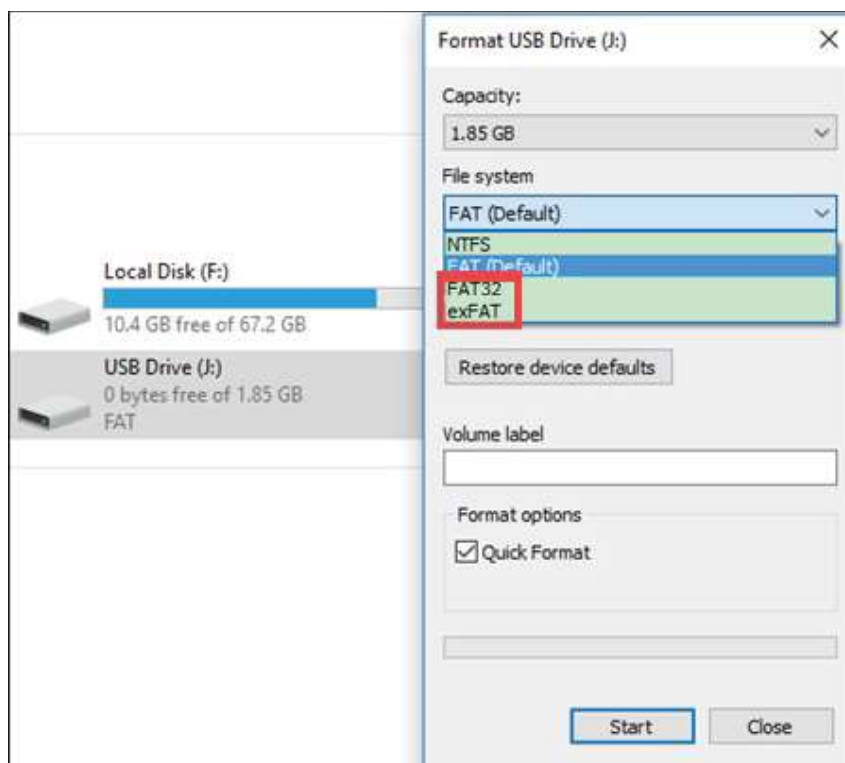 Local Disk (F:)
10.4 GB free of 67.2 GB
USB Drive (J:)
0 bytes free of 1.85 GB
FAT
Format USB Drive (J:)
Capacity:
1.85 GB
File system
FAT (Default)
NTFS
FAT (Default)
FAT32
exFAT
Restore device defaults
Volume label
Format options
Quick Format
Start
Close